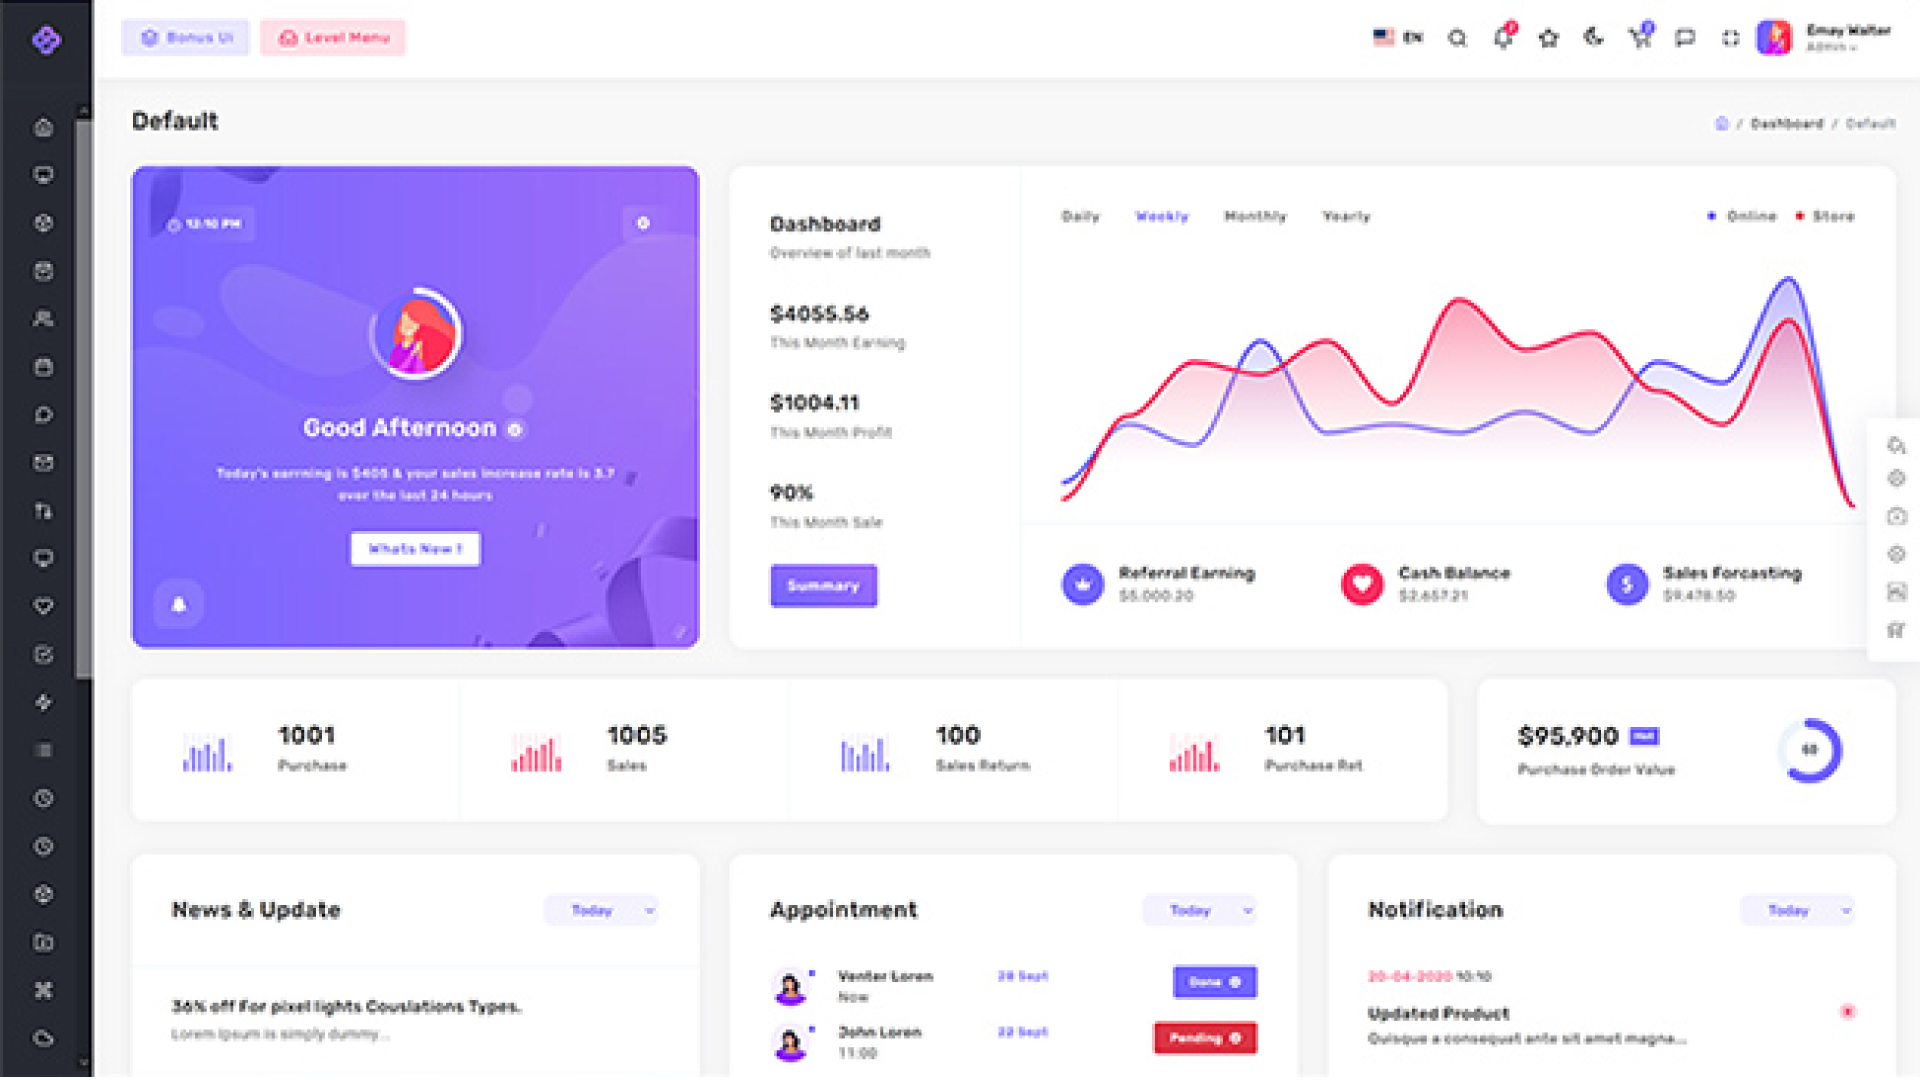 Bonus Ui
Level Menu
EN
Emay Walter
Admin
Default
/ Dashboard / Default
12:10 PM
Good Afternoon
Today's earrning is $405 & your sales increase rate is 3.7
over the last 24 hours
Whats New !
Dashboard
Overview of last month
$4055.56
This Month Earning
$1004.11
This Month Profit
90%
This Month Sale
Summary
Daily Weekly Monthly Yearly
Online Store
Referral Earning
$5,000.20
Cash Balance
$2,657.21
Sales Forcasting
$9,478.50
1001
Purchase
1005
Sales
100
Sales Return
101
Purchase Ret
$95,900
Purchase Order Value
60
News & Update
Today
36% off For pixel lights Couslations Types.
Lorem Ipsum is simply dummy...
Appointment
Today
Venter Loren
Now
28 Sept
Done
John Loren
11:00
22 Sept
Pending
Notification
Today
20-04-2020 10:10
Updated Product
Quisque a consequat ante sit amet magna...